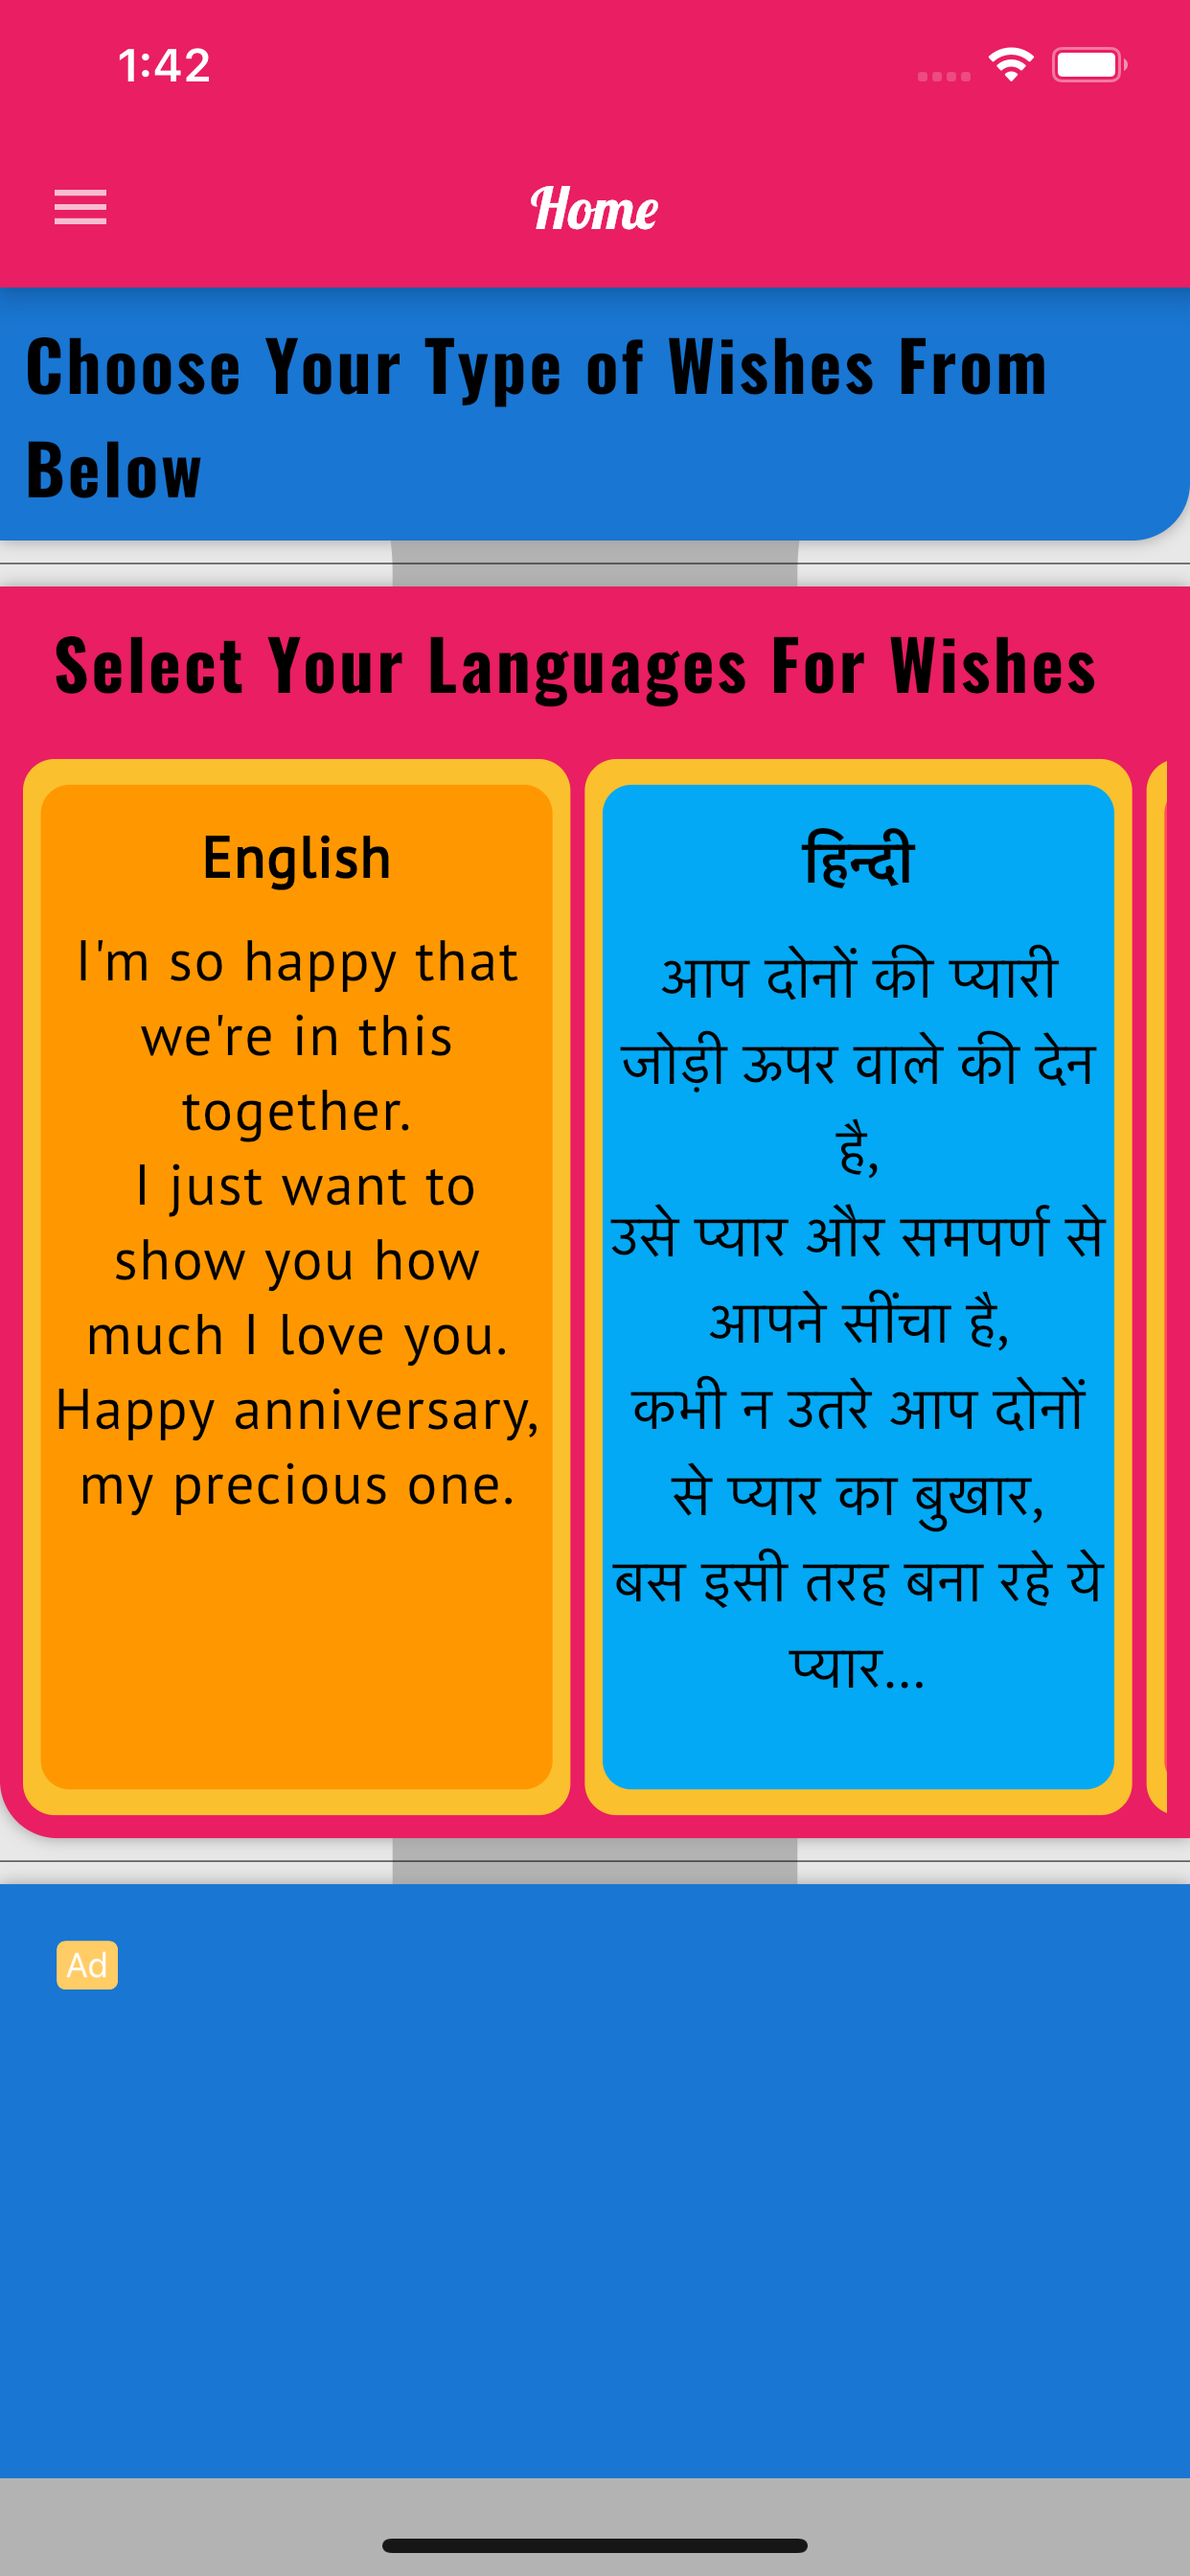 1:42
Home
Choose Your Type of Wishes From
Below
Select Your Languages For Wishes
English
I'm so happy that
we're in this
together.
I just want to
show you how
much I love you.
Happy anniversary,
my precious one.
हिन्दी
आप दोनों की प्यारी
जोड़ी ऊपर वाले की देन
है,
उसे प्यार और समपर्ण से
आपने सींचा है,
कभी न उतरे आप दोनों
से प्यार का बुखार,
बस इसी तरह बना रहे ये
प्यार...
Ad